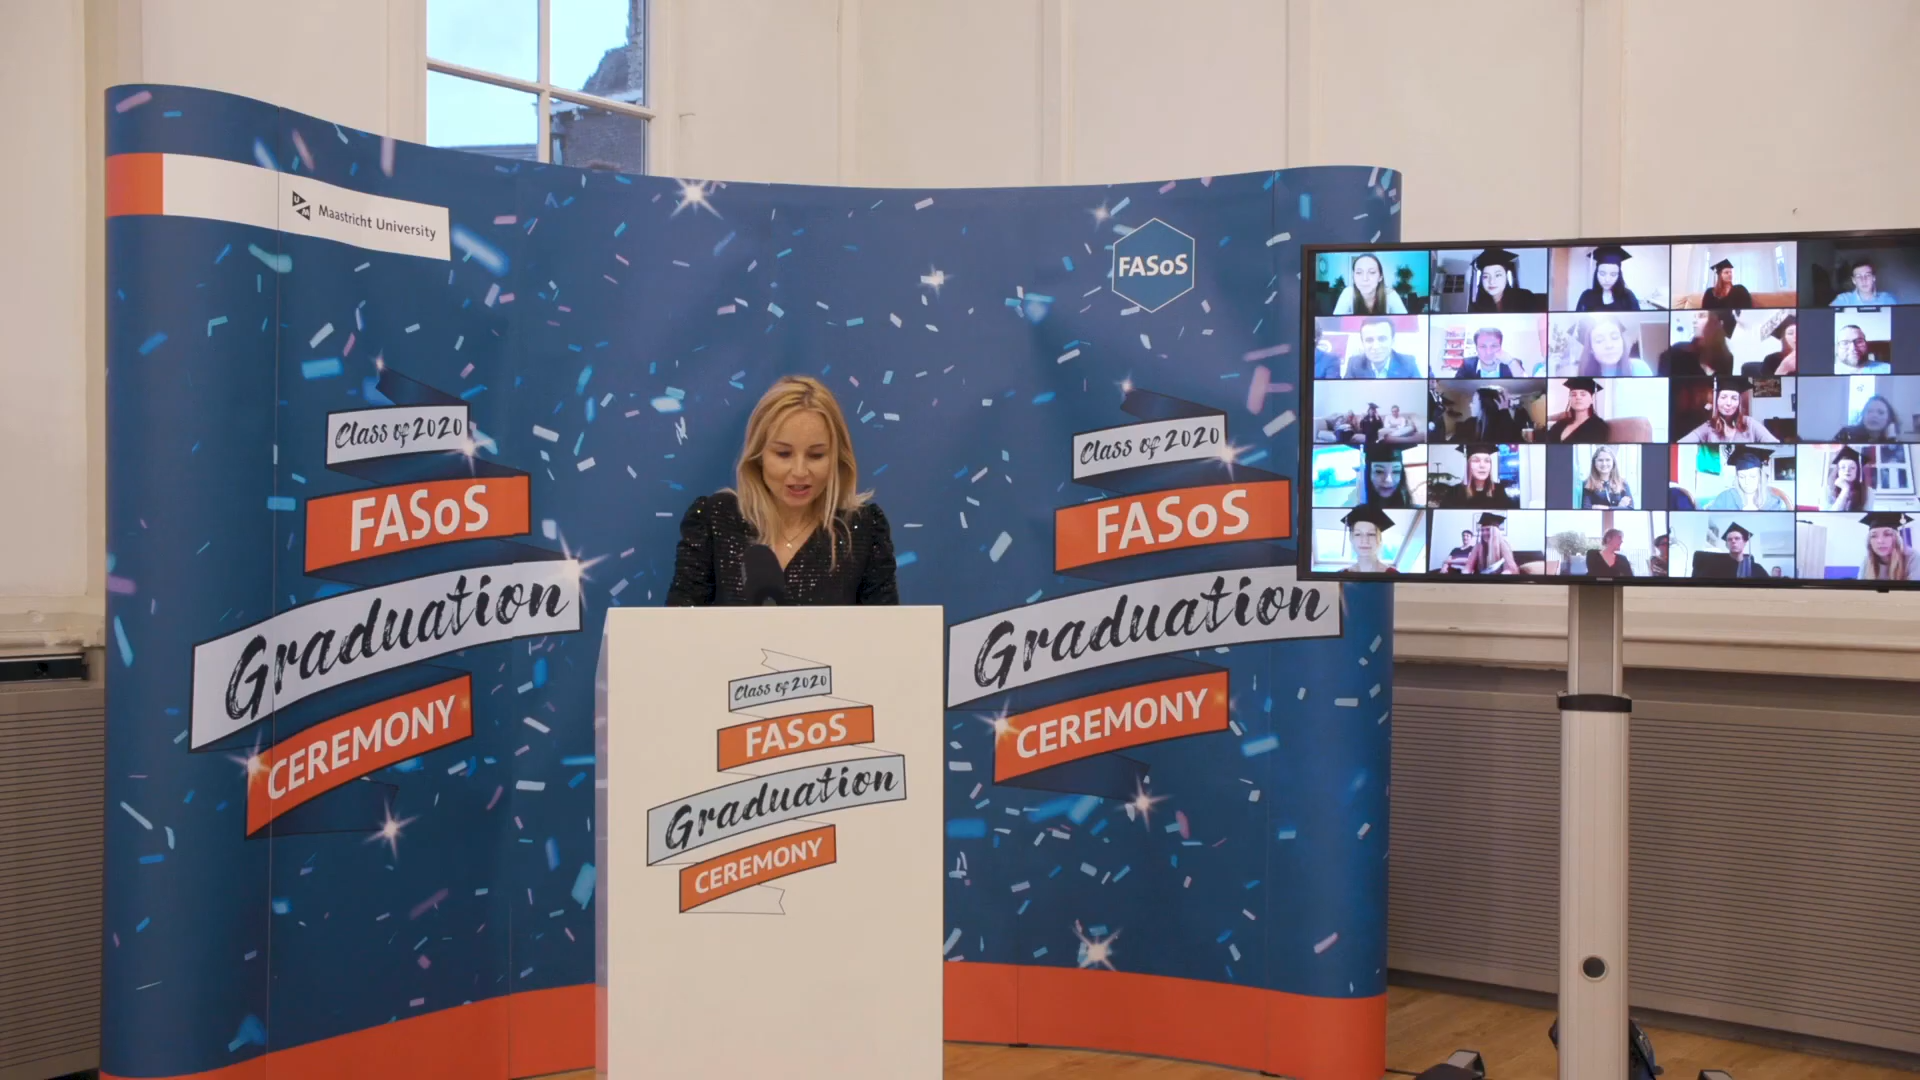 UM
Maastricht University
FASoS
Class of 2020
FASoS
Graduation
CEREMONY
Class of 2020
FASoS
Graduation
CEREMONY
Class of 2020
FASoS
Graduation
CEREMONY